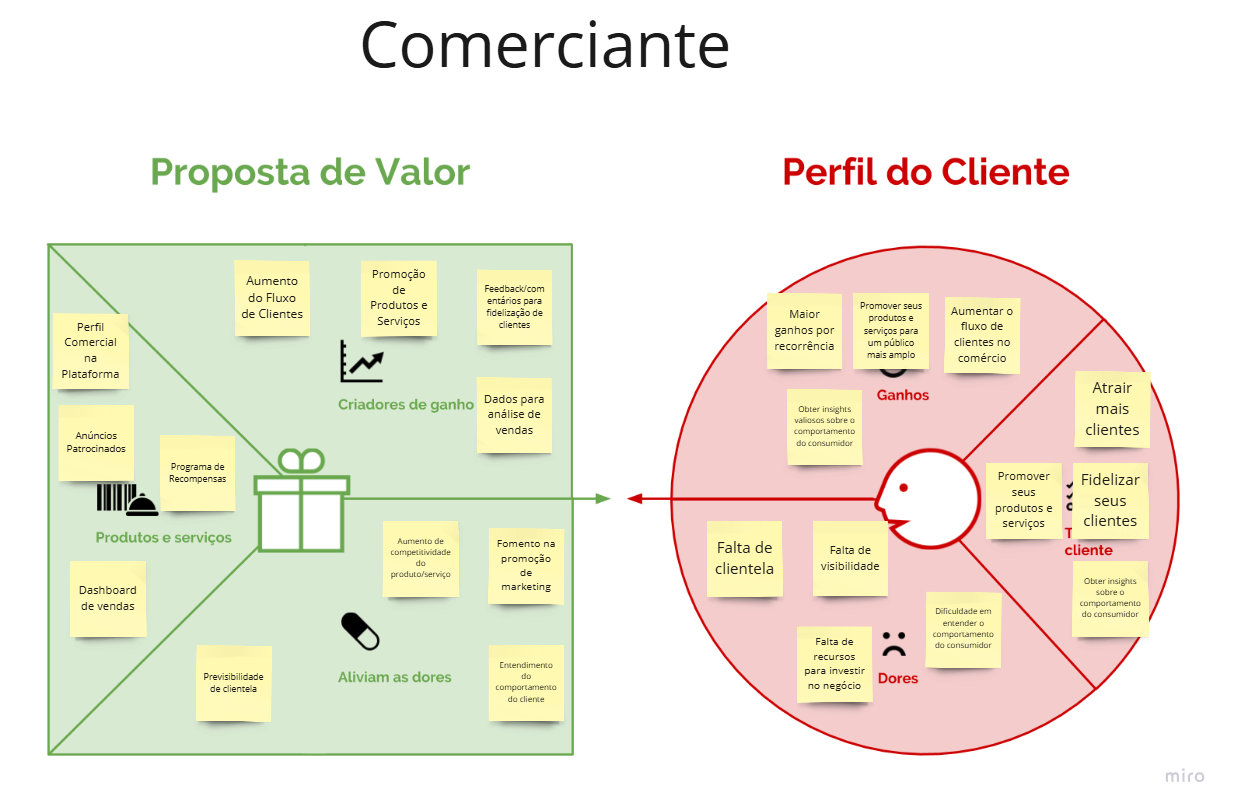 Comerciante
Proposta de Valor
Aumento
do Fluxo
de Clientes
Promoção
de
Produtos e
Serviços
Feedback/com
entários para
fidelização de
clientes
Criadores de ganho
Dados para
análise de
vendas
Perfil
Comercial
na
Plataforma
Anúncios
Patrocinados
Programa de
Recompensas
Produtos e serviços
Dashboard
de vendas
Aumento de
competitividade
do
produto/serviço
Fomento na
promoção
de
marketing
Aliviam as dores
Previsibilidade
de clientela
Entendimento
do
comportamento
do cliente
Perfil do Cliente
Maior
ganhos por
recorrência
Promover seus
produtos e
serviços para
um público
mais amplo
Aumentar o
fluxo de
clientes no
comércio
Ganhos
Obter insights
valiosos sobre o
comportamento
do consumidor
Atrair
mais
clientes
Promover
seus
produtos e
serviços
Fidelizar
seus
clientes
T
cliente
Obter insights
sobre o
comportamento
do consumidor
Falta de
clientela
Falta de
visibilidade
Dificuldade em
entender o
comportamento
do consumidor
Falta de
recursos
para investir
no negócio
Dores
miro